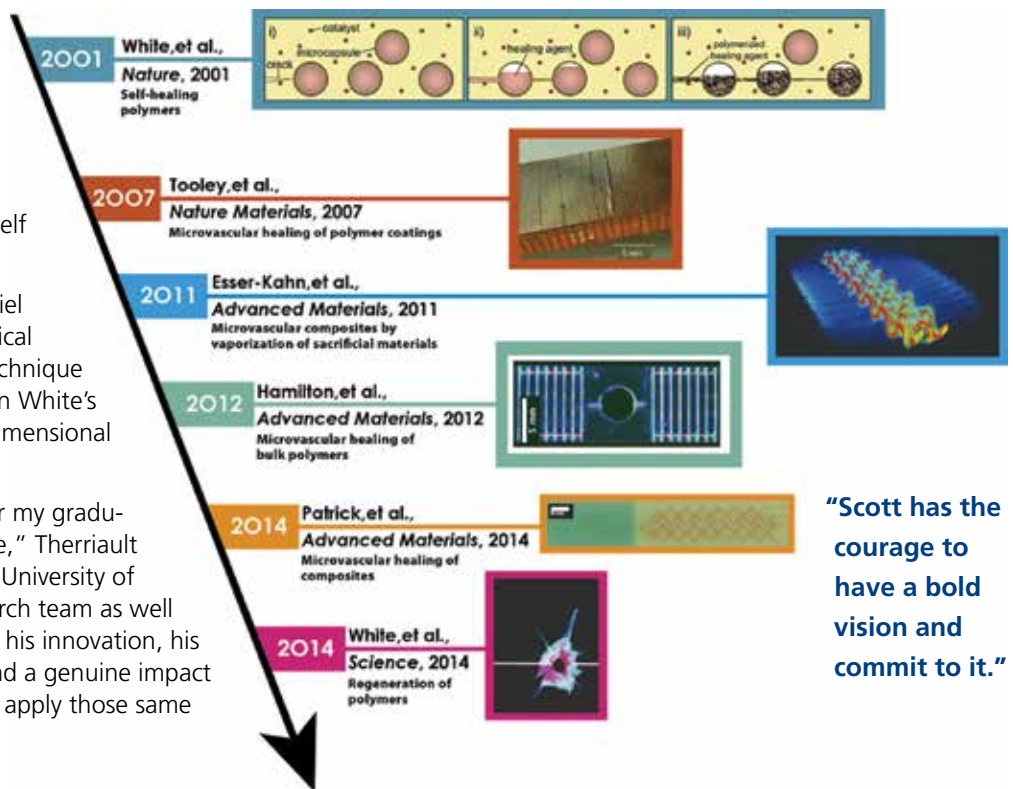 2001
White,et al.,
Nature, 2001
Self-healing
polymers
i)
catalyst
microcapsule
crack
ii)
healing agent
iii)
polymerized
healing agent
2007
Tooley,et al.,
Nature Materials, 2007
Microvascular healing of polymer coatings
5 mm
2011
Esser-Kahn,et al.,
Advanced Materials, 2011
Microvascular composites by
vaporization of sacrificial materials
2012
Hamilton,et al.,
Advanced Materials, 2012
Microvascular healing of
bulk polymers
5 mm
2014
Patrick,et al.,
Advanced Materials, 2014
Microvascular healing of
composites
2014
White,et al.,
Science, 2014
Regeneration of
polymers
elf
iel
ical
chnique
n White’s
mensional
r my gradu-
e,” Therriault
University of
rch team as well
his innovation, his
nd a genuine impact
apply those same
“Scott has the
courage to
have a bold
vision and
commit to it.”